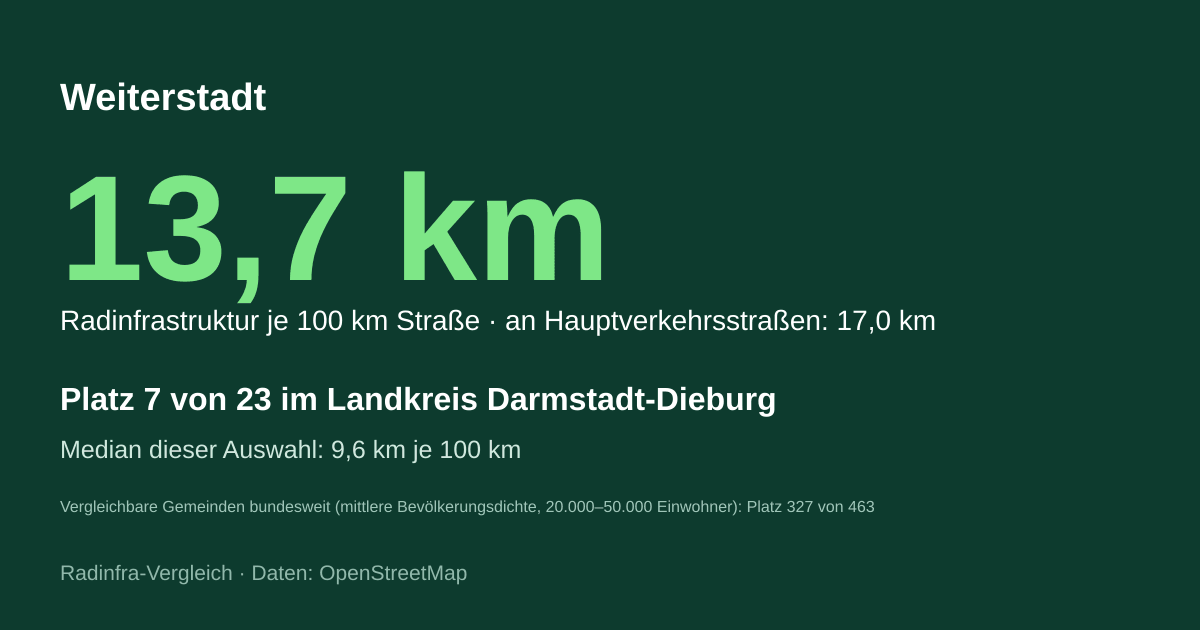 Weiterstadt
13,7 km
Radinfrastruktur je 100 km Straße · an Hauptverkehrsstraßen: 17,0 km
Platz 7 von 23 im Landkreis Darmstadt-Dieburg
Median dieser Auswahl: 9,6 km je 100 km
Vergleichbare Gemeinden bundesweit (mittlere Bevölkerungsdichte, 20.000–50.000 Einwohner): Platz 327 von 463
Radinfra-Vergleich · Daten: OpenStreetMap